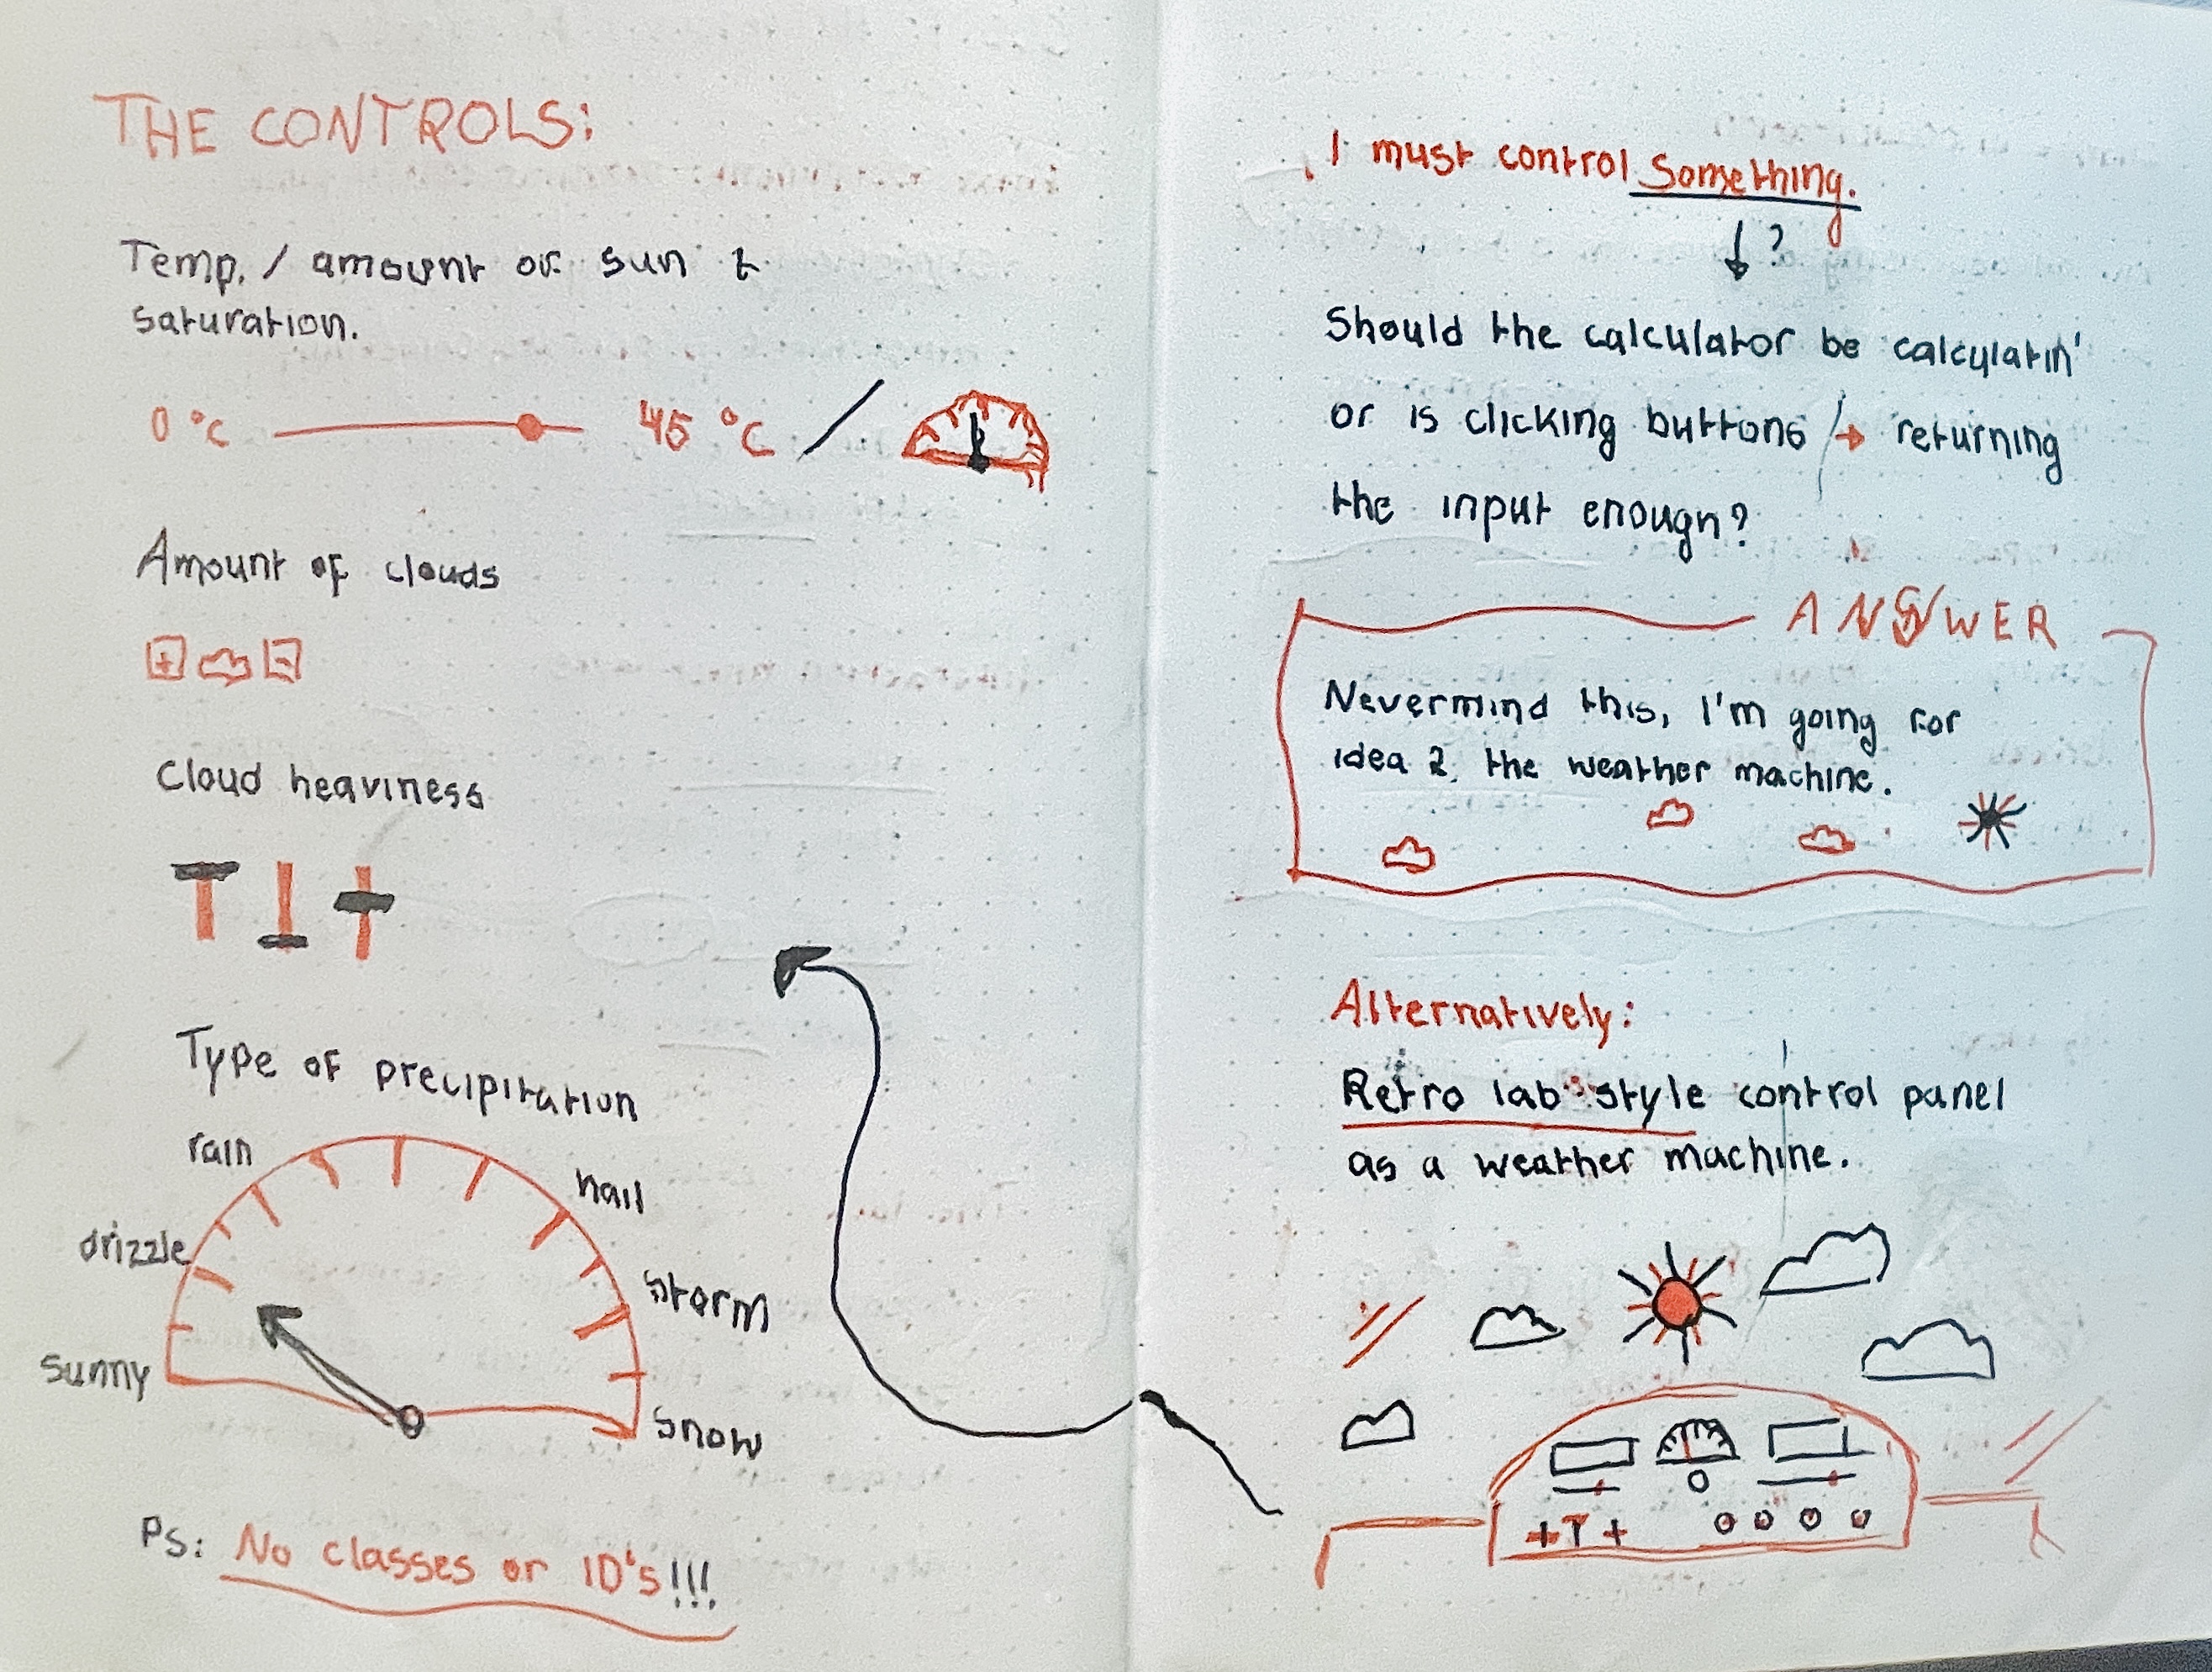 THE CONTROLS:
Temp. / amount of sun &
saturation.
0 °C
45 °C
Amount of clouds
+ -
Cloud heaviness
Type of precipitation
rain
hail
drizzle
storm
sunny
snow
PS: No classes or ID's!!!
I must control something.
?
Should the calculator be calculatin'
or is clicking buttons / → returning
the input enough?
ANSWER
Nevermind this, I'm going for
idea 2, the weather machine.
Alternatively:
Retro lab style control panel
as a weather machine.